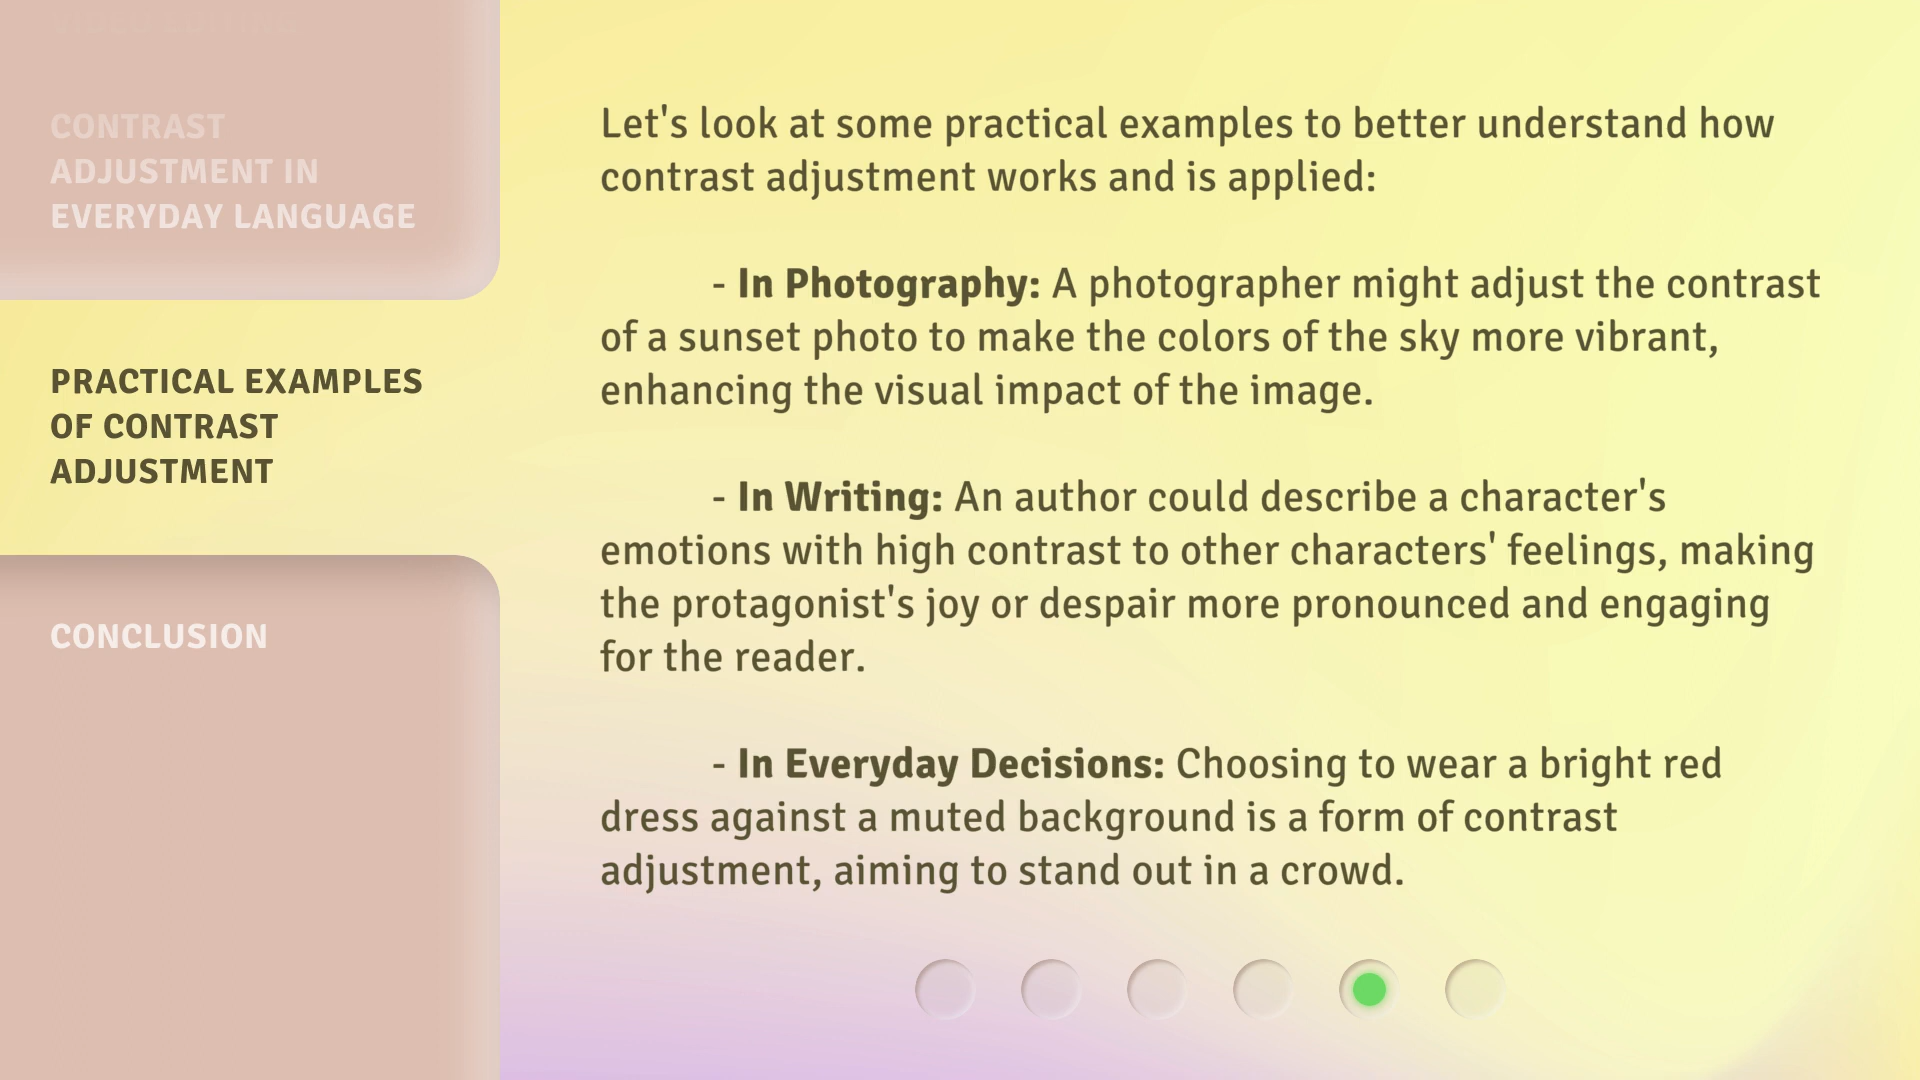 CONTRAST
ADJUSTMENT IN
EVERYDAY LANGUAGE
PRACTICAL EXAMPLES
OF CONTRAST
ADJUSTMENT
CONCLUSION
Let's look at some practical examples to better understand how
contrast adjustment works and is applied:
- In Photography: A photographer might adjust the contrast
of a sunset photo to make the colors of the sky more vibrant,
enhancing the visual impact of the image.
- In Writing: An author could describe a character's
emotions with high contrast to other characters' feelings, making
the protagonist's joy or despair more pronounced and engaging
for the reader.
- In Everyday Decisions: Choosing to wear a bright red
dress against a muted background is a form of contrast
adjustment, aiming to stand out in a crowd.